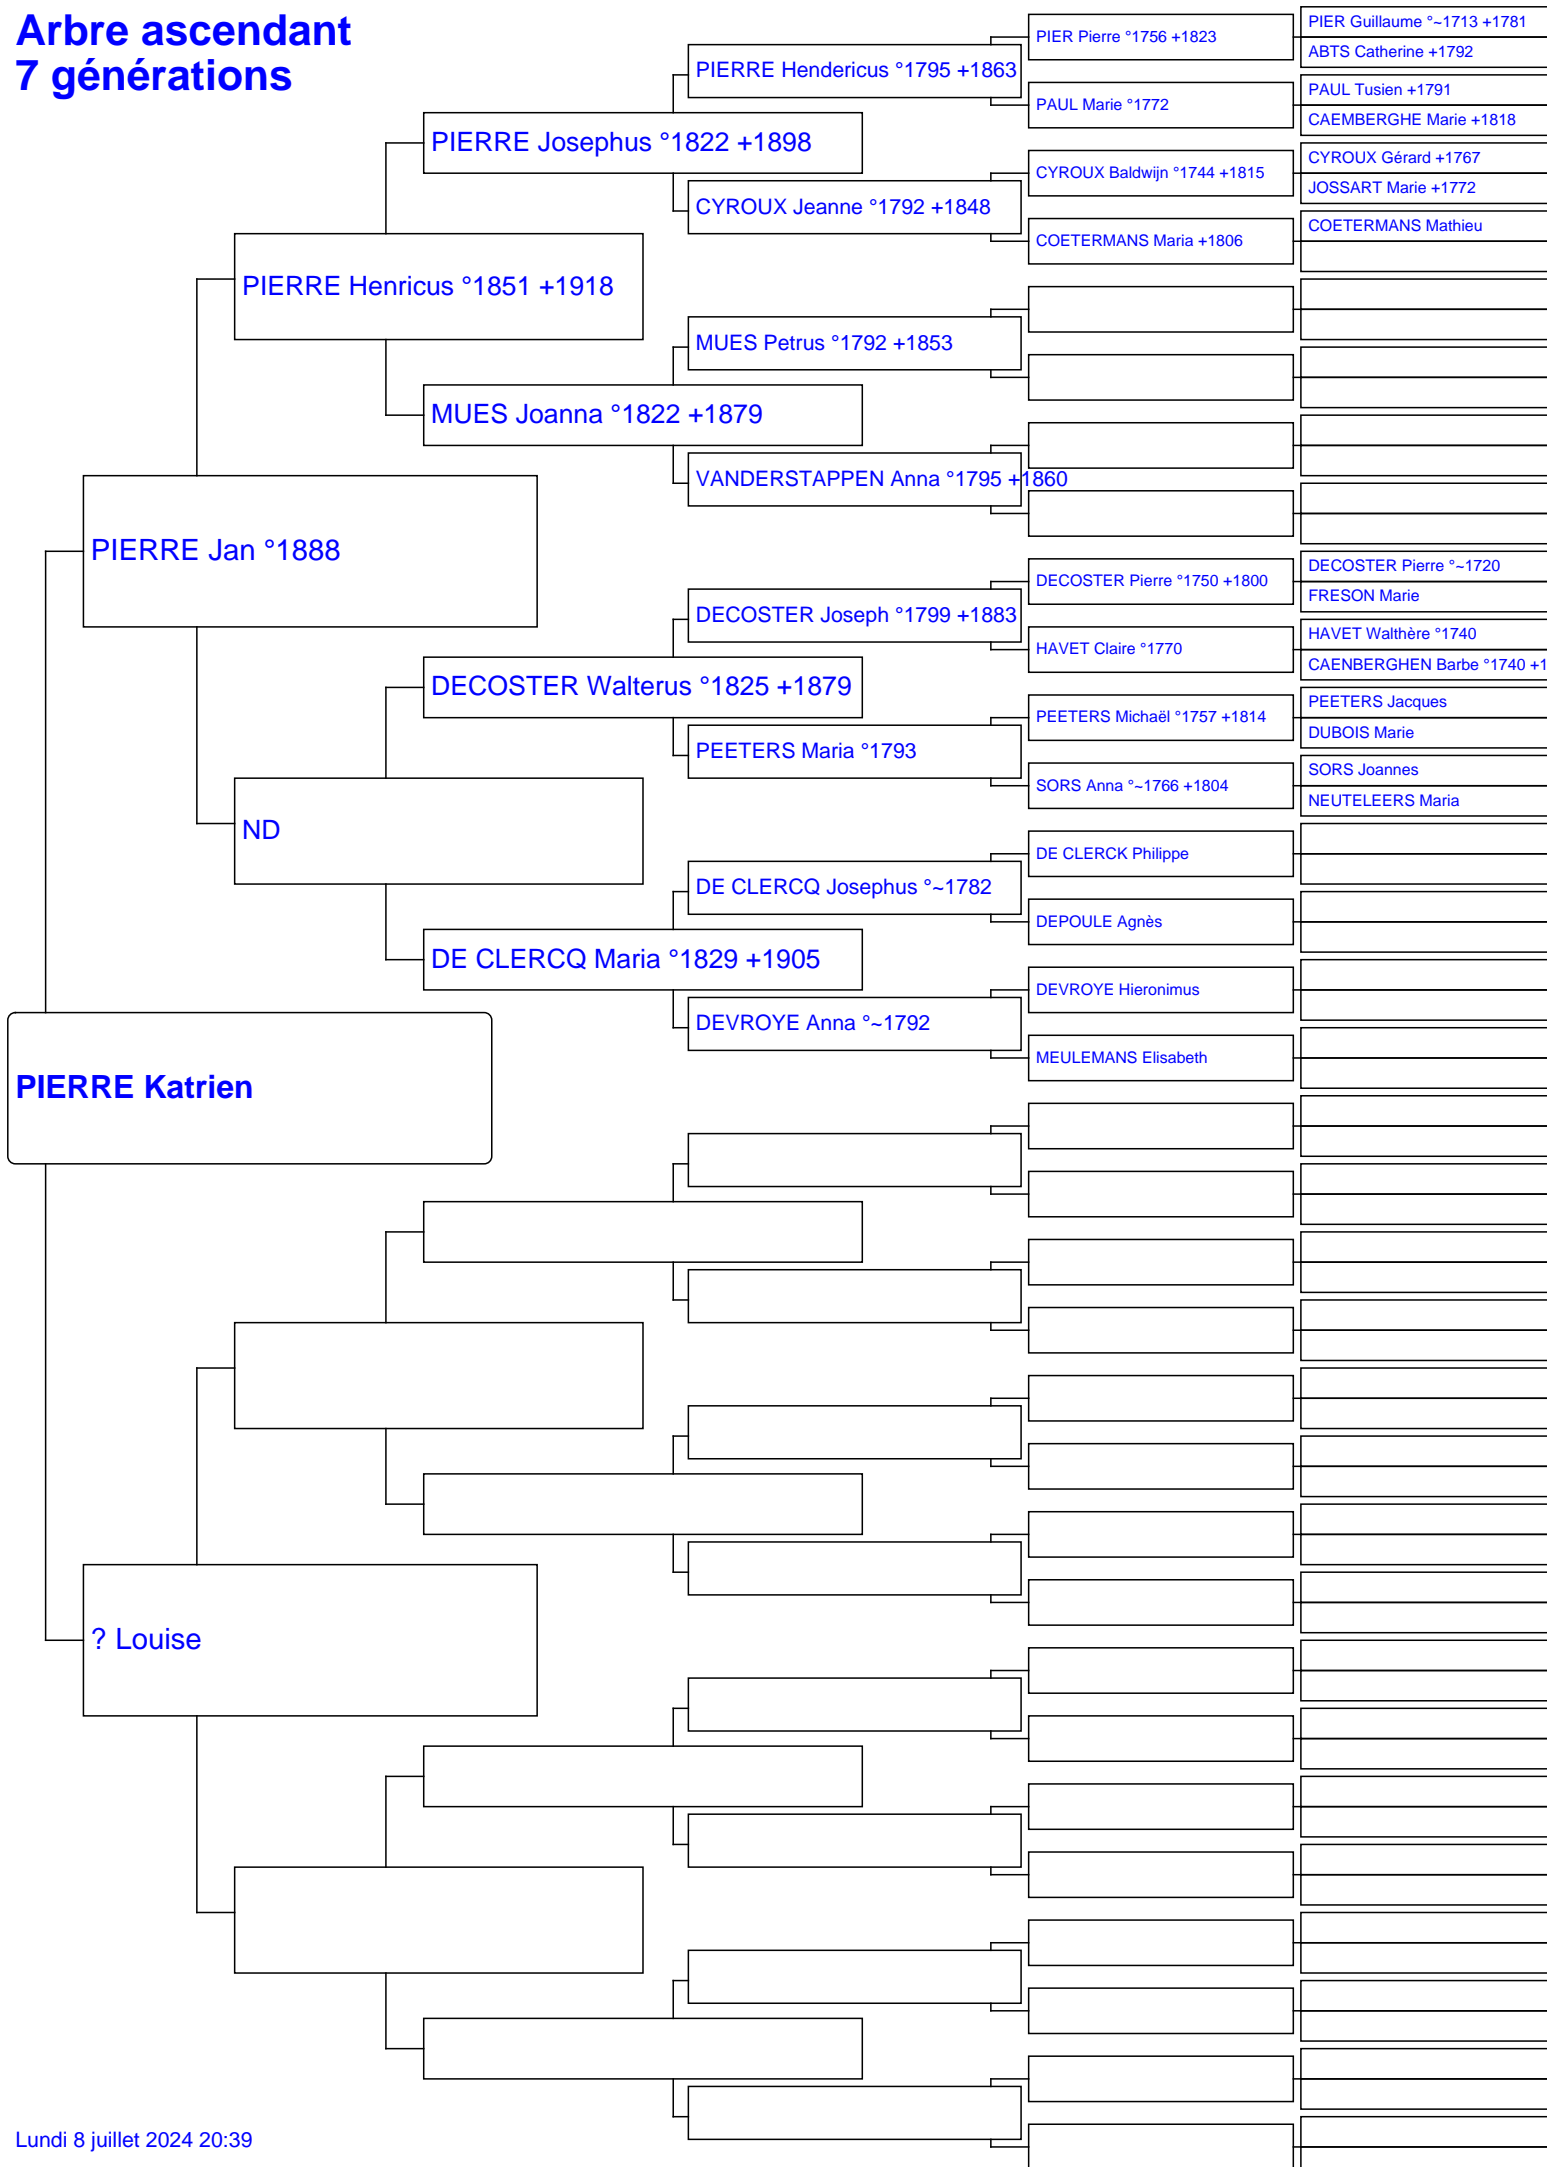 Arbre ascendant
7 générations
PIERRE Katrien
PIERRE Jan °1888
? Louise
PIERRE Henricus °1851 +1918
ND
PIERRE Josephus °1822 +1898
MUES Joanna °1822 +1879
DECOSTER Walterus °1825 +1879
DE CLERCQ Maria °1829 +1905
PIERRE Hendericus °1795 +1863
CYROUX Jeanne °1792 +1848
MUES Petrus °1792 +1853
VANDERSTAPPEN Anna °1795 +1860
DECOSTER Joseph °1799 +1883
PEETERS Maria °1793
DE CLERCQ Josephus °~1782
DEVROYE Anna °~1792
PIER Pierre °1756 +1823
PAUL Marie °1772
CYROUX Baldwijn °1744 +1815
COETERMANS Maria +1806
DECOSTER Pierre °1750 +1800
HAVET Claire °1770
PEETERS Michaël °1757 +1814
SORS Anna °~1766 +1804
DE CLERCK Philippe
DEPOULE Agnès
DEVROYE Hieronimus
MEULEMANS Elisabeth
PIER Guillaume °~1713 +1781
ABTS Catherine +1792
PAUL Tusien +1791
CAEMBERGHE Marie +1818
CYROUX Gérard +1767
JOSSART Marie +1772
COETERMANS Mathieu
DECOSTER Pierre °~1720
FRESON Marie
HAVET Walthère °1740
CAENBERGHEN Barbe °1740
PEETERS Jacques
DUBOIS Marie
SORS Joannes
NEUTELEERS Maria
Lundi 8 juillet 2024 20:39